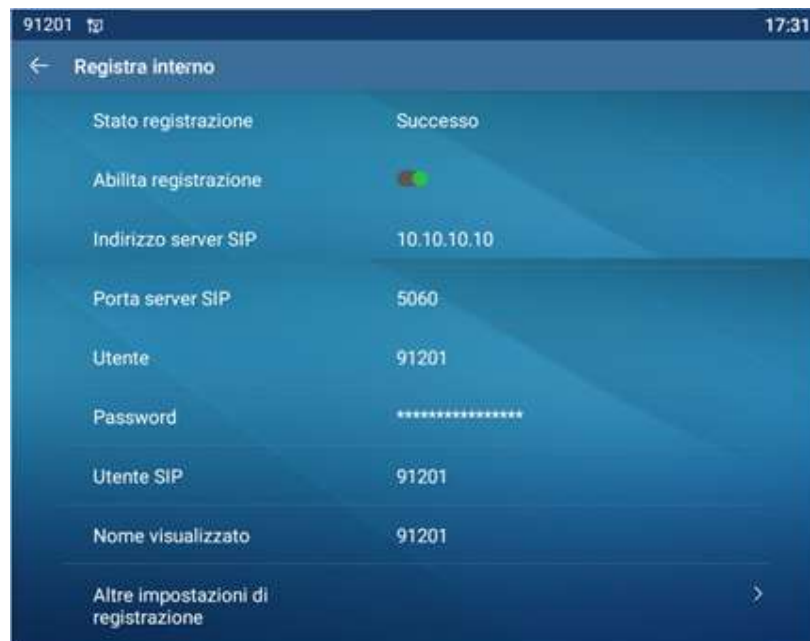 91201 17:31
Registra interno
Stato registrazione Successo
Abilita registrazione
Indirizzo server SIP 10.10.10.10
Porta server SIP 5060
Utente 91201
Password ****************
Utente SIP 91201
Nome visualizzato 91201
Altre impostazioni di
registrazione